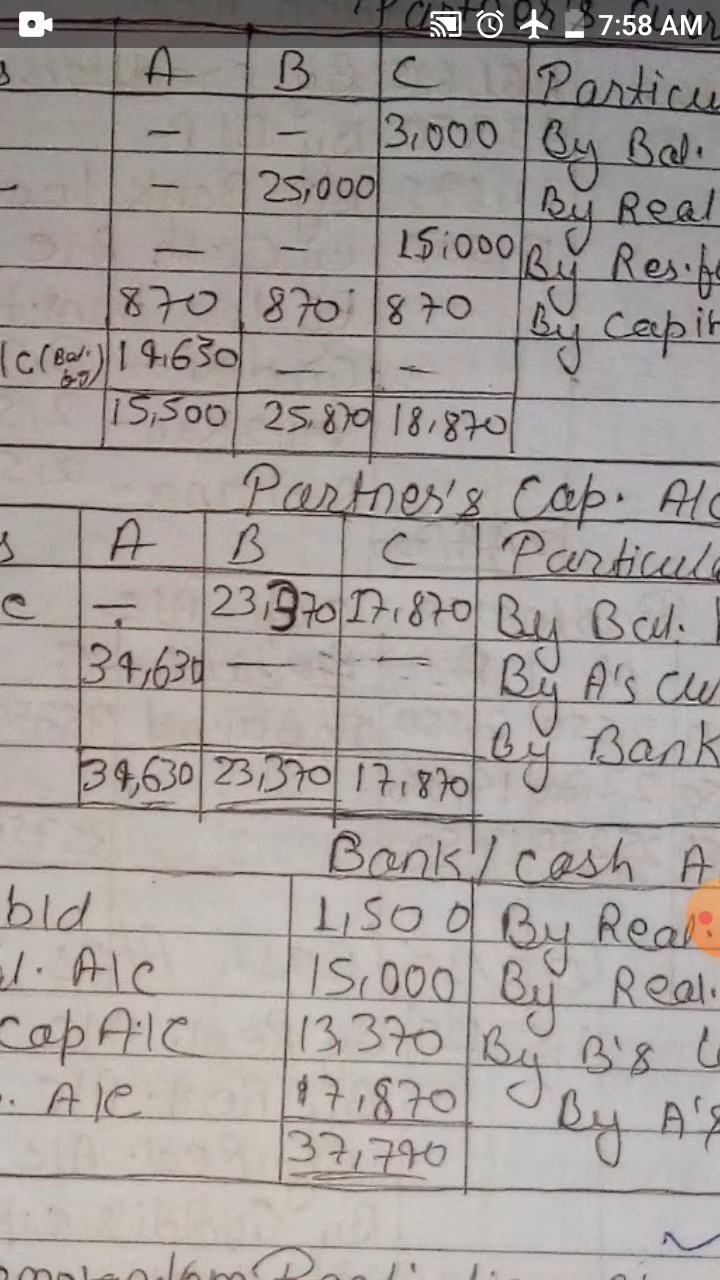 7:58 AM
A B C Particu
— — 3,000 By Bal.
— — 25,000 By Real
— — 15,000 By Res.f
870 870 870 By Capit
14,630 — —
15,500 25,870 18,870
Partner's Cap. A/C
A B C Particul
— 23,370 17,870 By Bal.
34,630 — — By A's Cu
By Bank
34,630 23,370 17,870
Bank/Cash A
bld 1,500 By Real.
l. A/C 15,000 By Real.
Cap A/C 13,370 By B's
. A/C 17,870 By A's
37,740